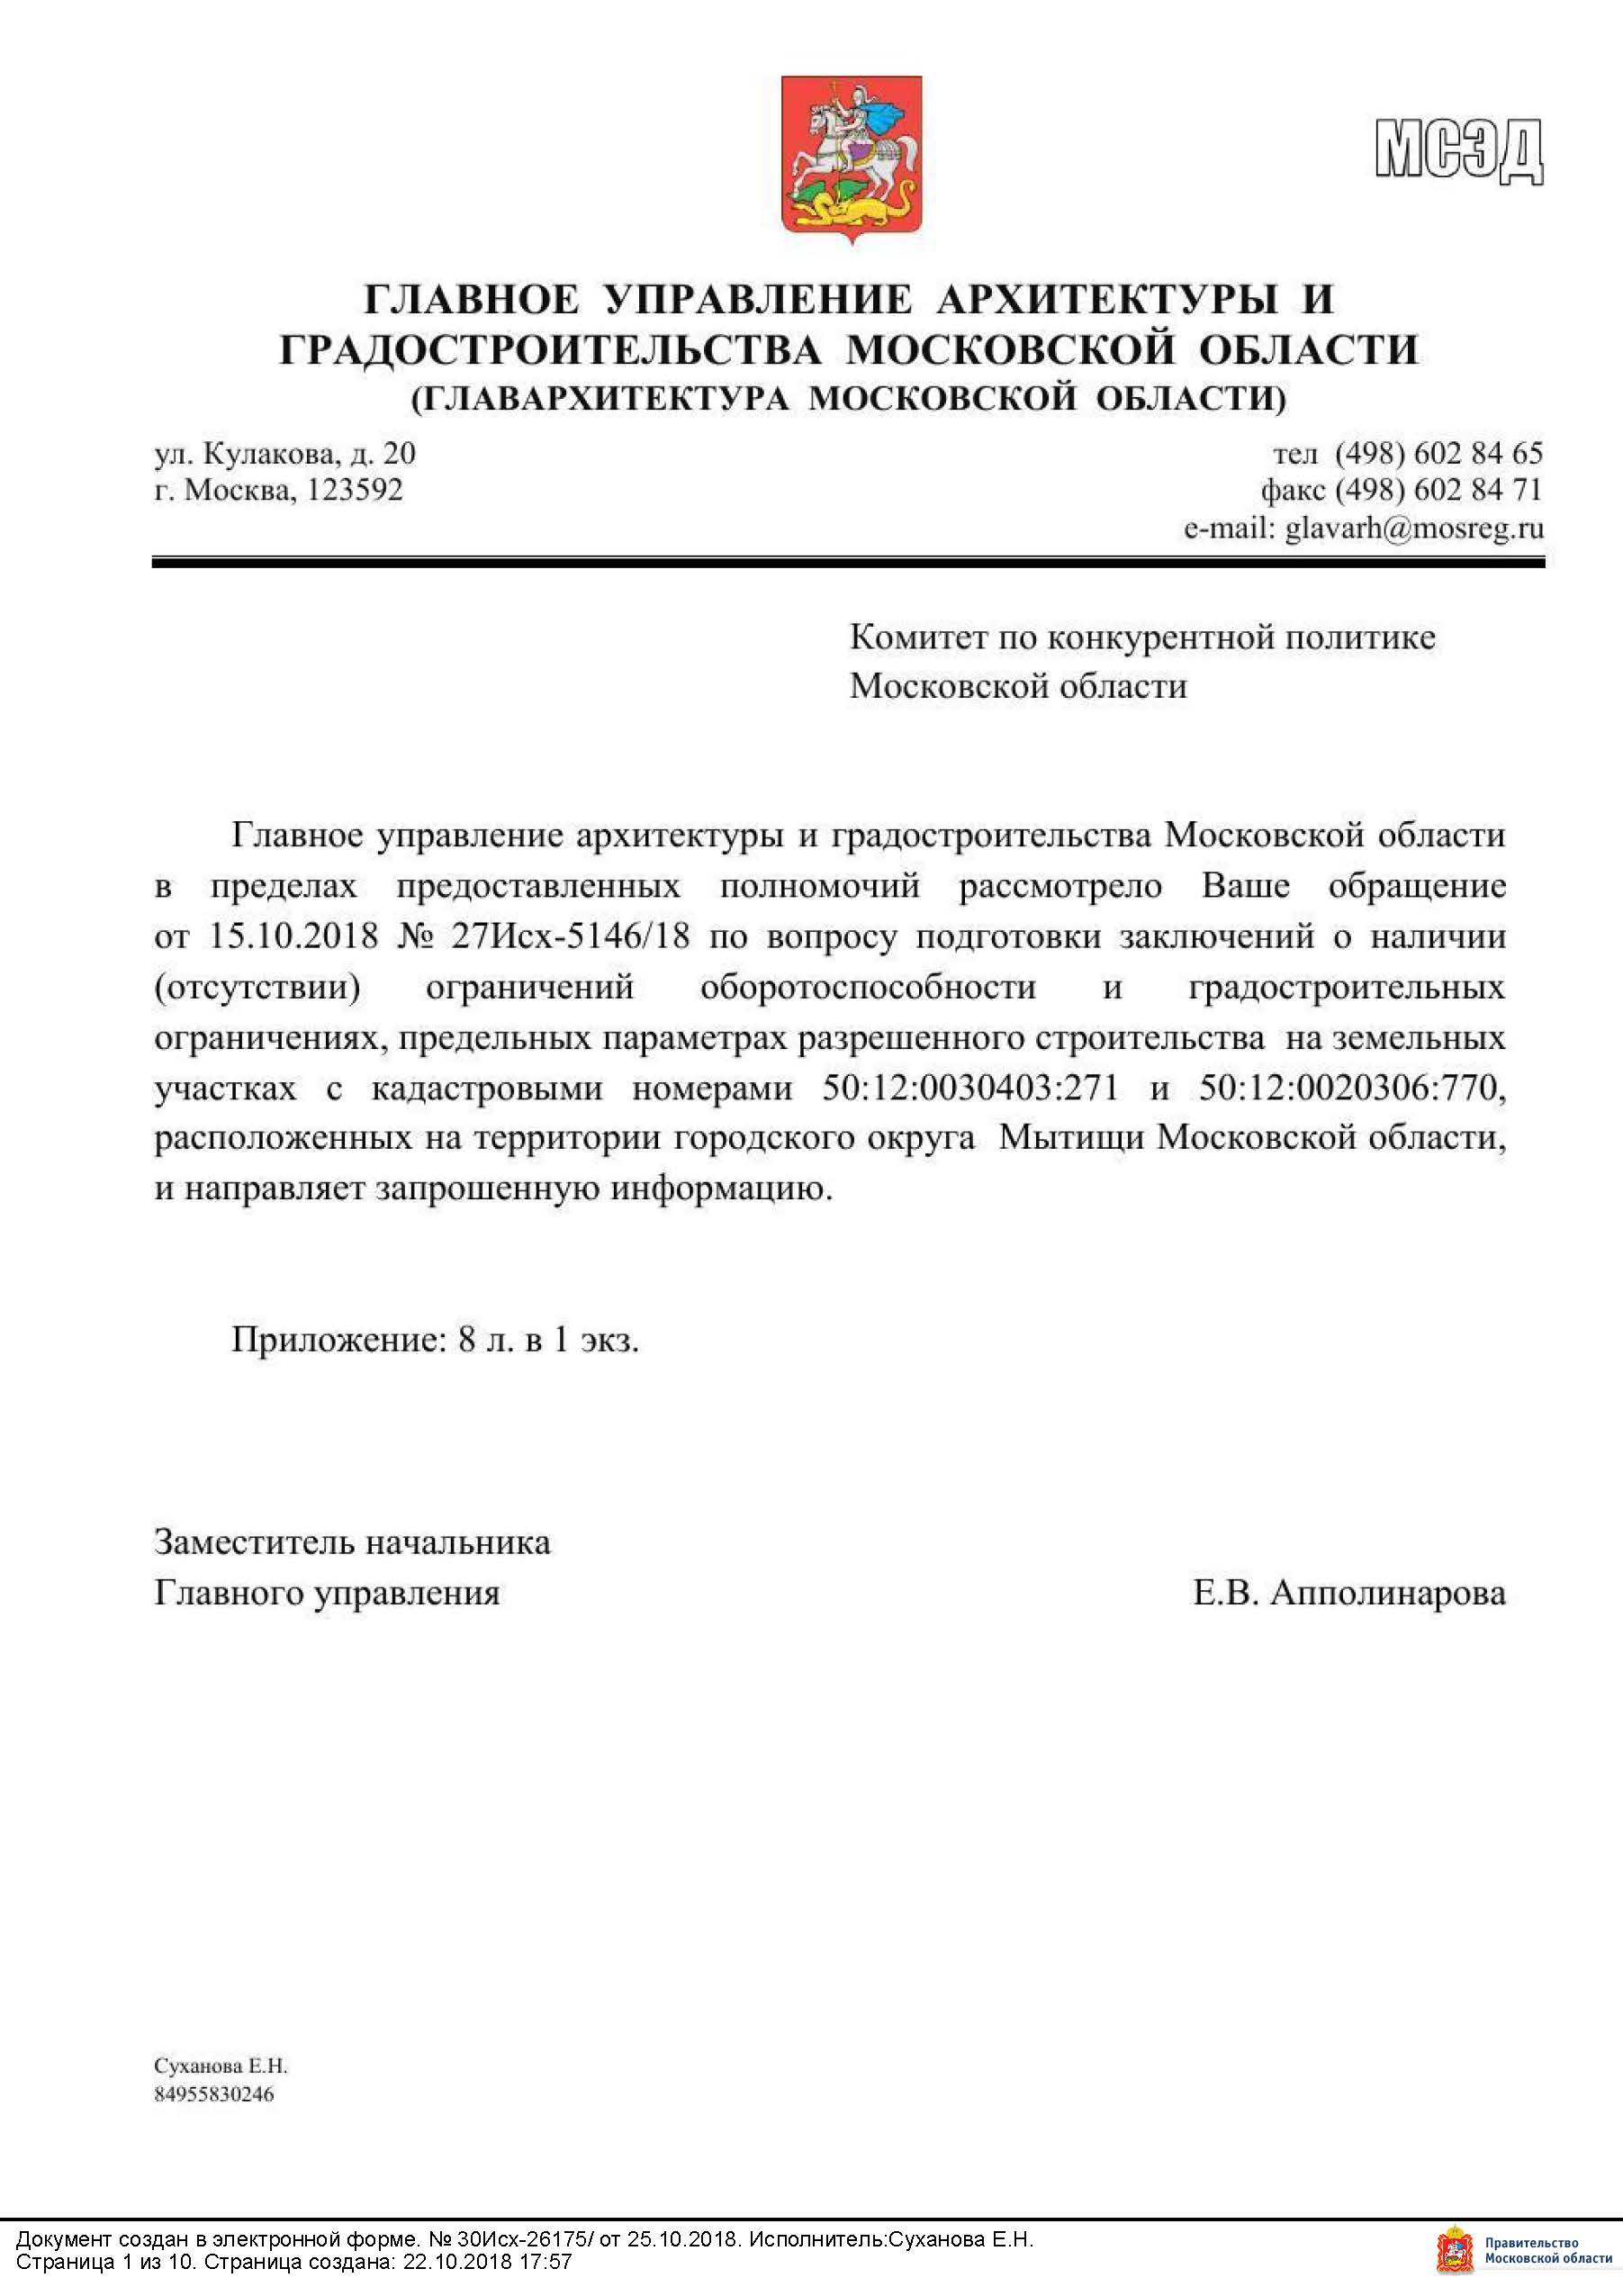 МСЭД
ГЛАВНОЕ УПРАВЛЕНИЕ АРХИТЕКТУРЫ И
ГРАДОСТРОИТЕЛЬСТВА МОСКОВСКОЙ ОБЛАСТИ
(ГЛАВАРХИТЕКТУРА МОСКОВСКОЙ ОБЛАСТИ)
ул. Кулакова, д. 20
г. Москва, 123592
тел (498) 602 84 65
факс (498) 602 84 71
e-mail: glavarh@mosreg.ru
Комитет по конкурентной политике
Московской области
Главное управление архитектуры и градостроительства Московской области
в пределах предоставленных полномочий рассмотрело Ваше обращение
от 15.10.2018 № 27Исх-5146/18 по вопросу подготовки заключений о наличии
(отсутствии) ограничений оборотоспособности и градостроительных
ограничениях, предельных параметрах разрешенного строительства на земельных
участках с кадастровыми номерами 50:12:0030403:271 и 50:12:0020306:770,
расположенных на территории городского округа Мытищи Московской области,
и направляет запрошенную информацию.
Приложение: 8 л. в 1 экз.
Заместитель начальника
Главного управления
Е.В. Апполинарова
Суханова Е.Н.
84955830246
Документ создан в электронной форме. № 30Исх-26175/ от 25.10.2018. Исполнитель:Суханова Е.Н.
Страница 1 из 10. Страница создана: 22.10.2018 17:57
Правительство
Московской области